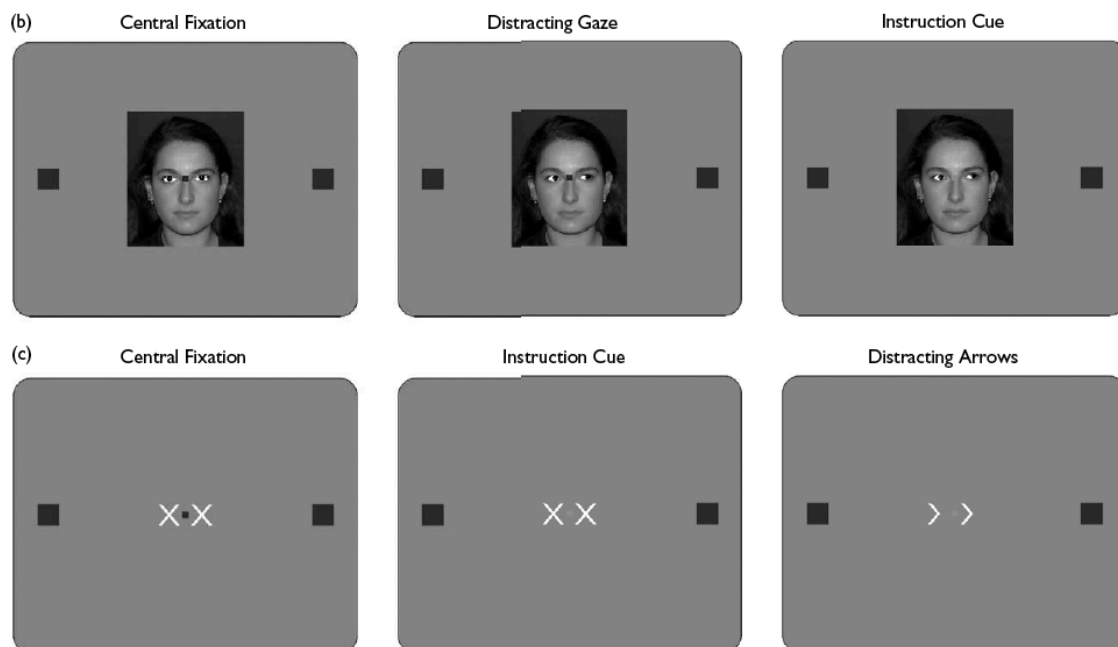 (b) Central Fixation Distracting Gaze Instruction Cue
(c) Central Fixation Instruction Cue Distracting Arrows
X X X X